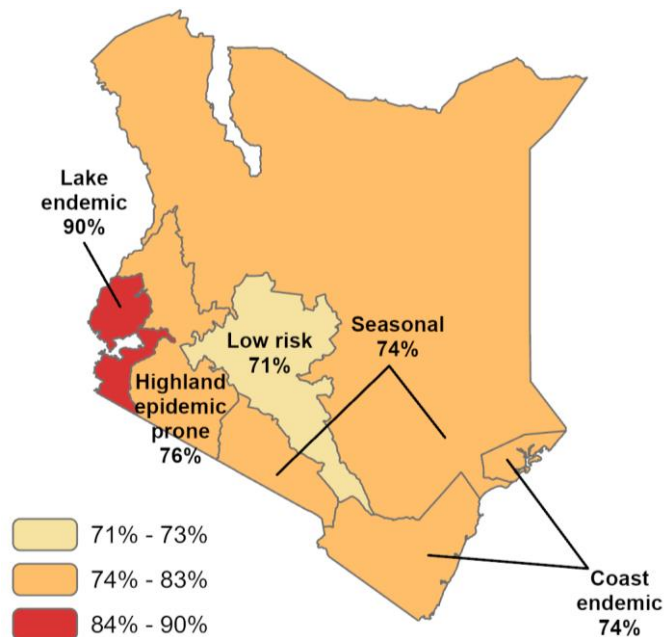 Lake
endemic
90%
Seasonal
74%
Low risk
71%
Highland
epidemic
prone
76%
71% - 73%
74% - 83%
84% - 90%
Coast
endemic
74%